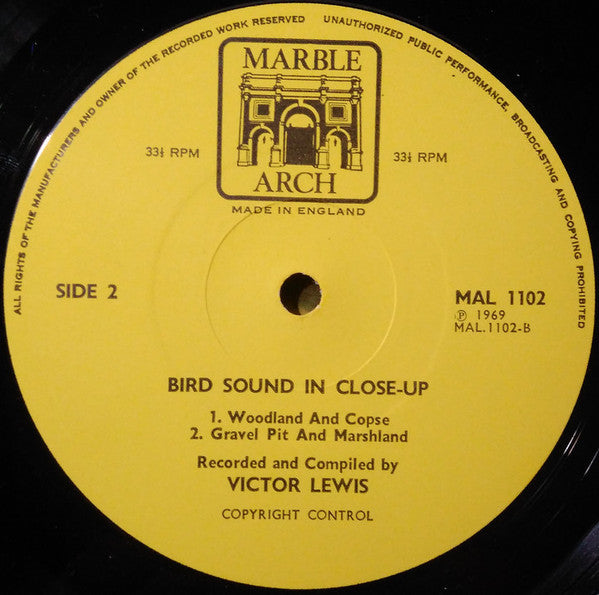 ALL RIGHTS OF THE MANUFACTURERS AND OWNER OF THE RECORDED WORK RESERVED
UNAUTHORIZED PUBLIC PERFORMANCE, BROADCASTING AND COPYING PROHIBITED
MARBLE
ARCH
33⅓ RPM
33⅓ RPM
MADE IN ENGLAND
SIDE 2
MAL 1102
℗ 1969
MAL.1102-B
BIRD SOUND IN CLOSE-UP
1. Woodland And Copse
2. Gravel Pit And Marshland
Recorded and Compiled by
VICTOR LEWIS
COPYRIGHT CONTROL